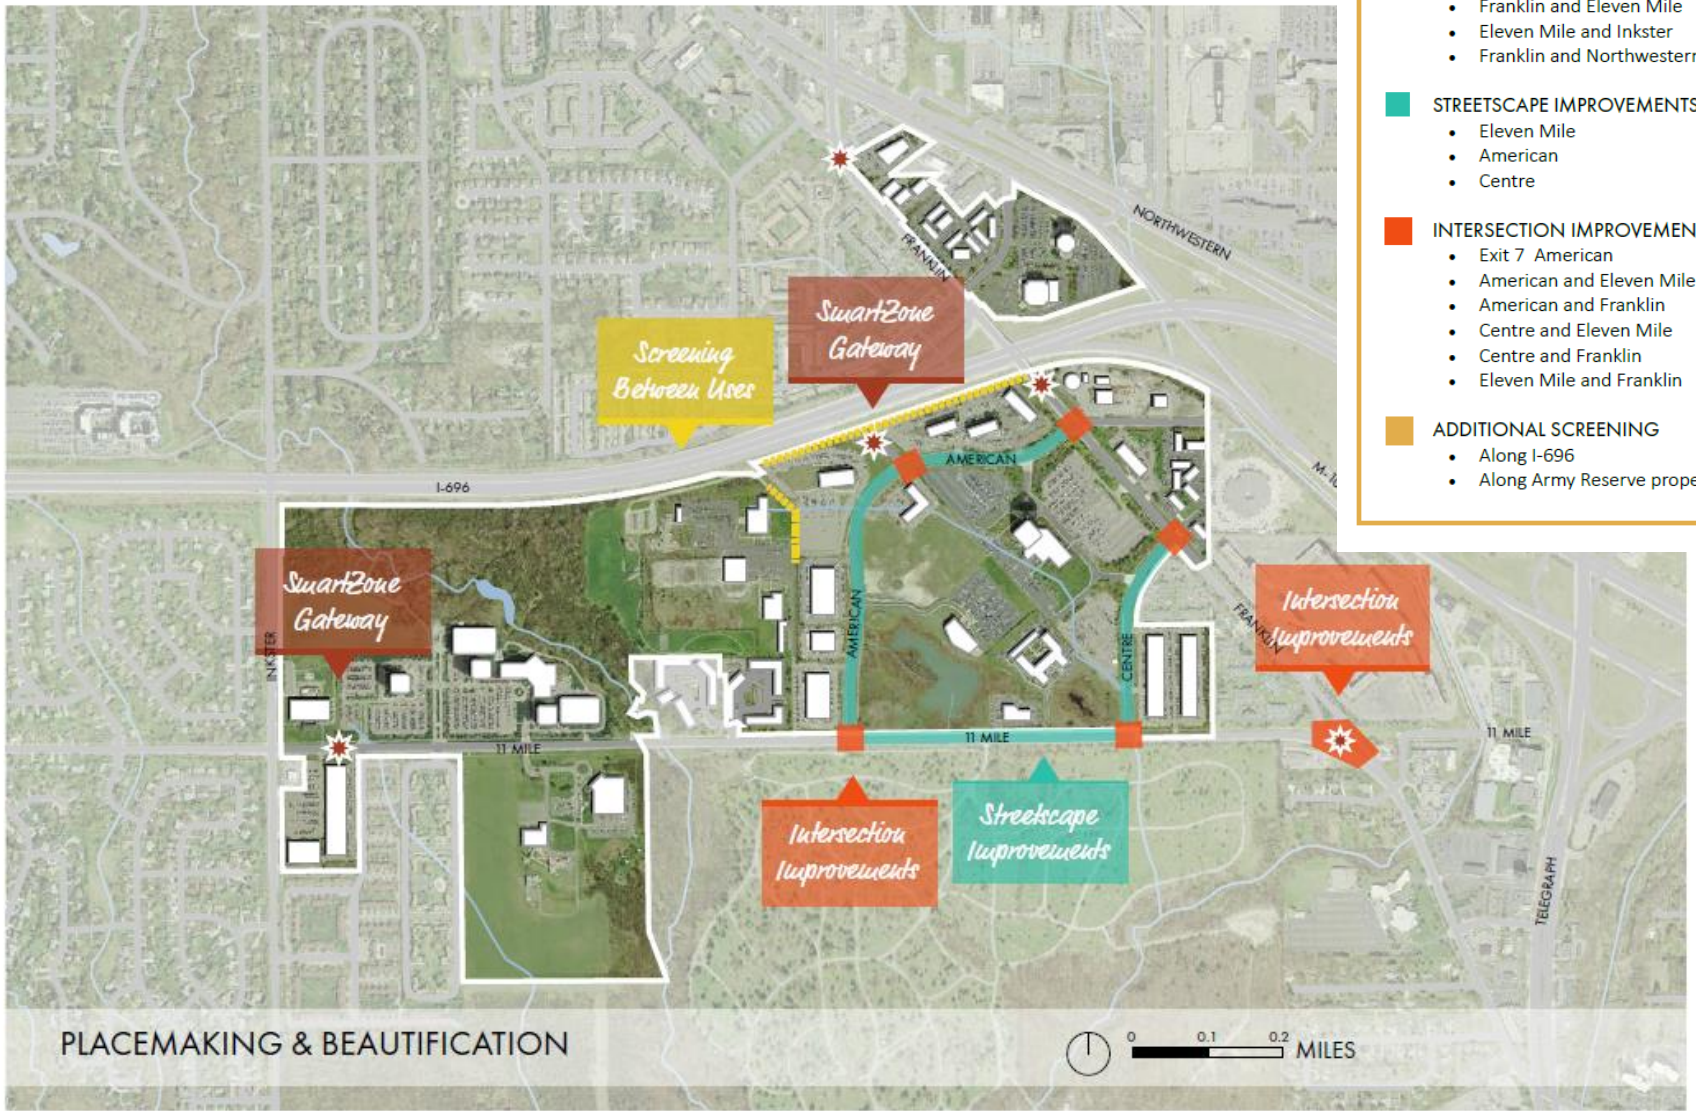 Franklin and Eleven Mile
Eleven Mile and Inkster
Franklin and Northwestern
STREETSCAPE IMPROVEMENTS
Eleven Mile
American
Centre
INTERSECTION IMPROVEMEN
Exit 7 American
American and Eleven Mile
American and Franklin
Centre and Eleven Mile
Centre and Franklin
Eleven Mile and Franklin
ADDITIONAL SCREENING
Along I-696
Along Army Reserve prope
NORTHWESTERN
FRANKLIN
SmartZone
Gateway
Screening
Between Uses
AMERICAN
I-696
M-10
SmartZone
Gateway
INKSTER
AMERICAN
CENTRE
FRANKLIN
Intersection
Improvements
11 MILE
11 MILE
11 MILE
Intersection
Improvements
Streetscape
Improvements
TELEGRAPH
PLACEMAKING & BEAUTIFICATION
0 0.1 0.2 MILES